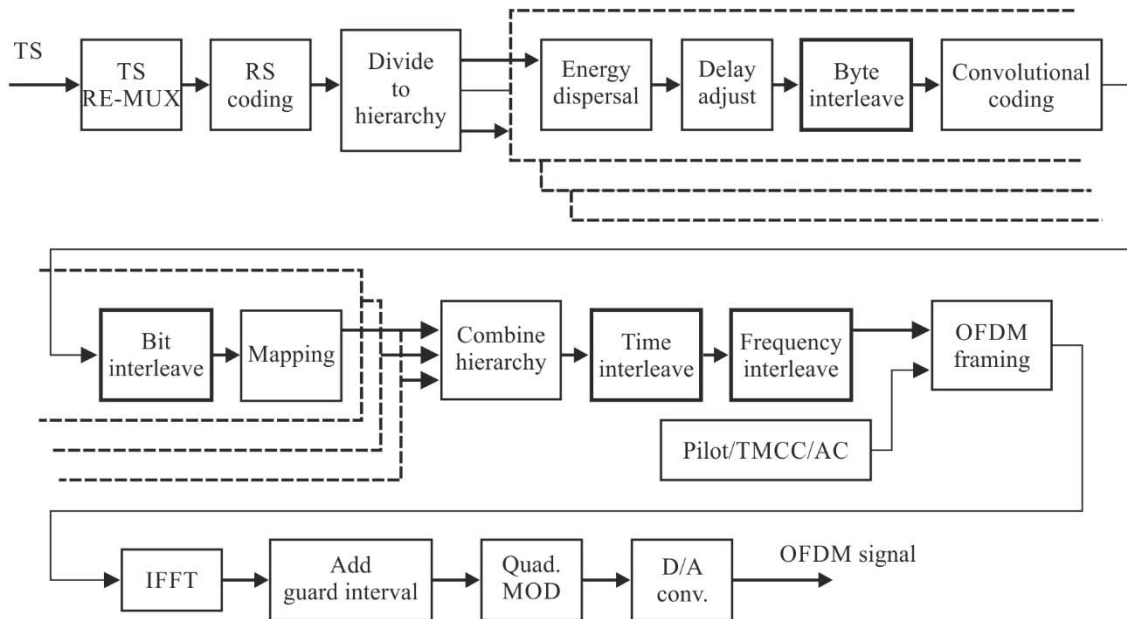 TS
TS
RE-MUX
RS
coding
Divide
to
hierarchy
Energy
dispersal
Delay
adjust
Byte
interleave
Convolutional
coding
Bit
interleave
Mapping
Combine
hierarchy
Time
interleave
Frequency
interleave
OFDM
framing
Pilot/TMCC/AC
IFFT
Add
guard interval
Quad.
MOD
D/A
conv.
OFDM signal